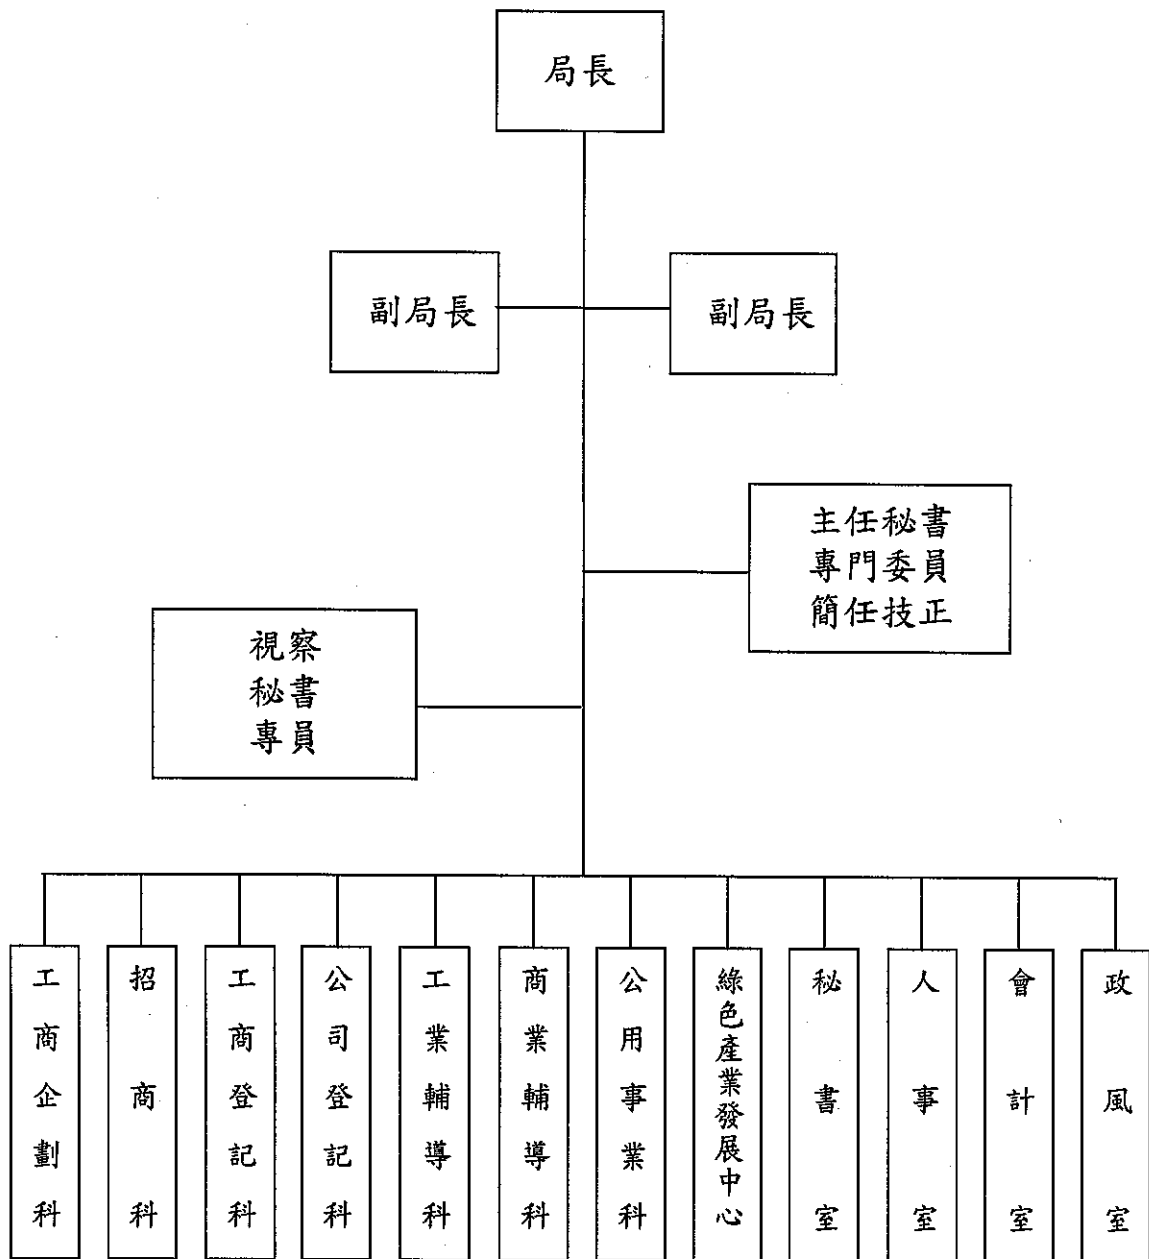 局長
副局長
副局長
主任秘書
專門委員
簡任技正
視察
秘書
專員
工商企劃科
招商科
工商登記科
公司登記科
工業輔導科
商業輔導科
公用事業科
綠色產業發展中心
秘書室
人事室
會計室
政風室